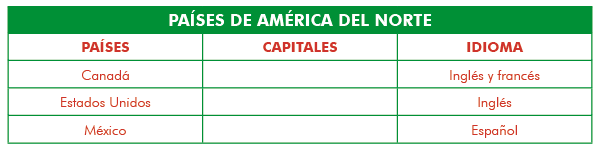 PAÍSES DE AMÉRICA DEL NORTE
PAÍSES CAPITALES IDIOMA
Canadá Inglés y francés
Estados Unidos Inglés
México Español